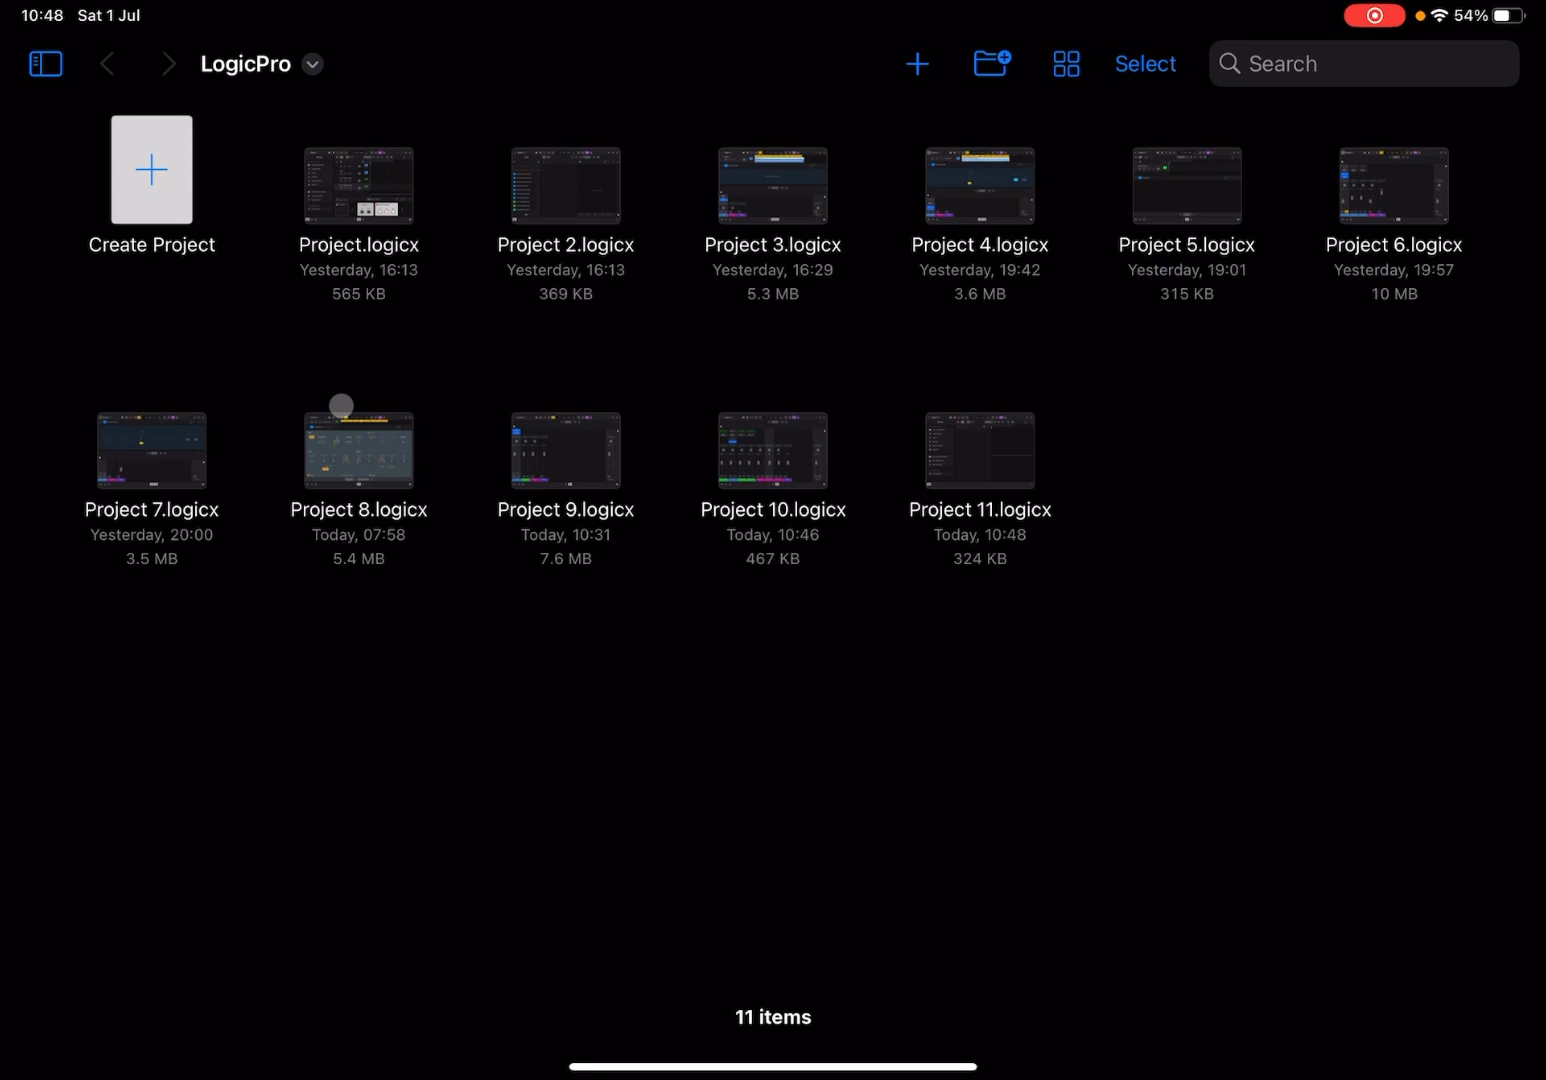 10:48 Sat 1 Jul
54%
LogicPro
Select
Search
Create Project
Project.logicx
Yesterday, 16:13
565 KB
Project 2.logicx
Yesterday, 16:13
369 KB
Project 3.logicx
Yesterday, 16:29
5.3 MB
Project 4.logicx
Yesterday, 19:42
3.6 MB
Project 5.logicx
Yesterday, 19:01
315 KB
Project 6.logicx
Yesterday, 19:57
10 MB
Project 7.logicx
Yesterday, 20:00
3.5 MB
Project 8.logicx
Today, 07:58
5.4 MB
Project 9.logicx
Today, 10:31
7.6 MB
Project 10.logicx
Today, 10:46
467 KB
Project 11.logicx
Today, 10:48
324 KB
11 items